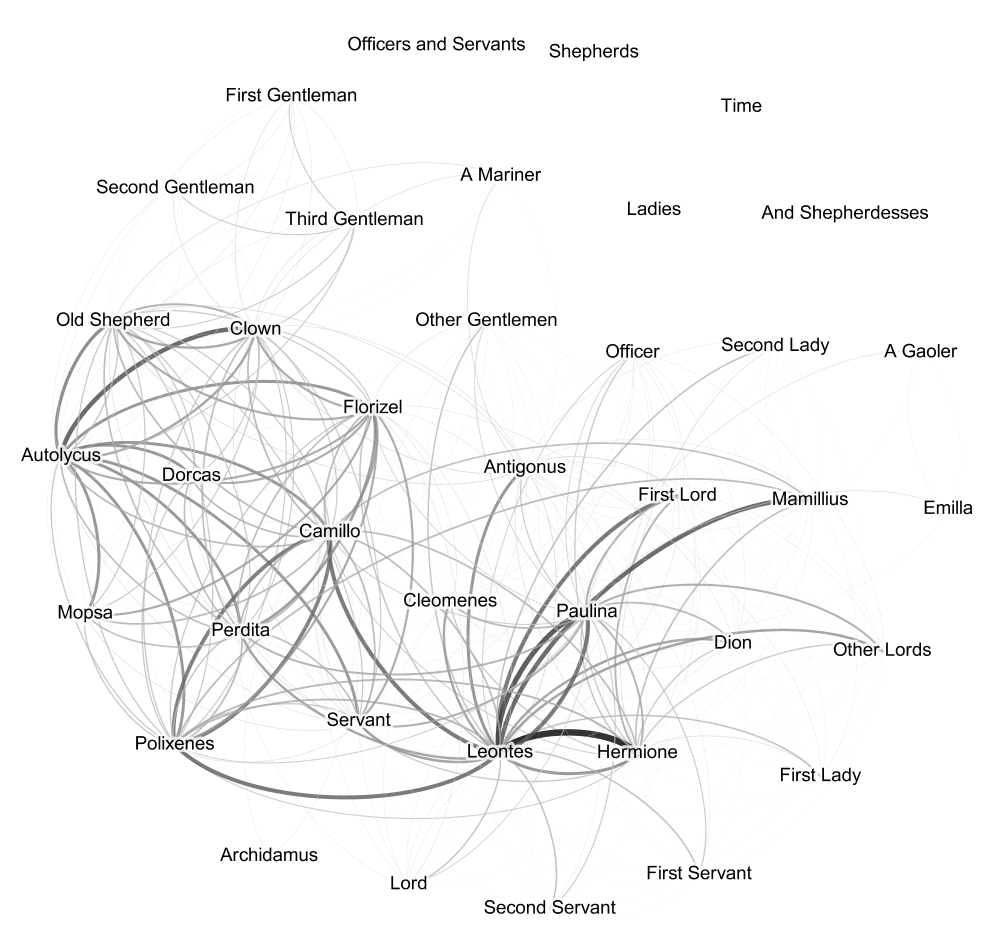 Officers and Servants
Shepherds
First Gentleman
Time
A Mariner
Second Gentleman
Ladies
And Shepherdesses
Third Gentleman
Old Shepherd
Clown
Other Gentlemen
Officer
Second Lady
A Gaoler
Florizel
Autolycus
Dorcas
Antigonus
First Lord
Mamillius
Emilla
Camillo
Mopsa
Perdita
Cleomenes
Paulina
Dion
Other Lords
Polixenes
Servant
Leontes
Hermione
First Lady
Archidamus
Lord
First Servant
Second Servant